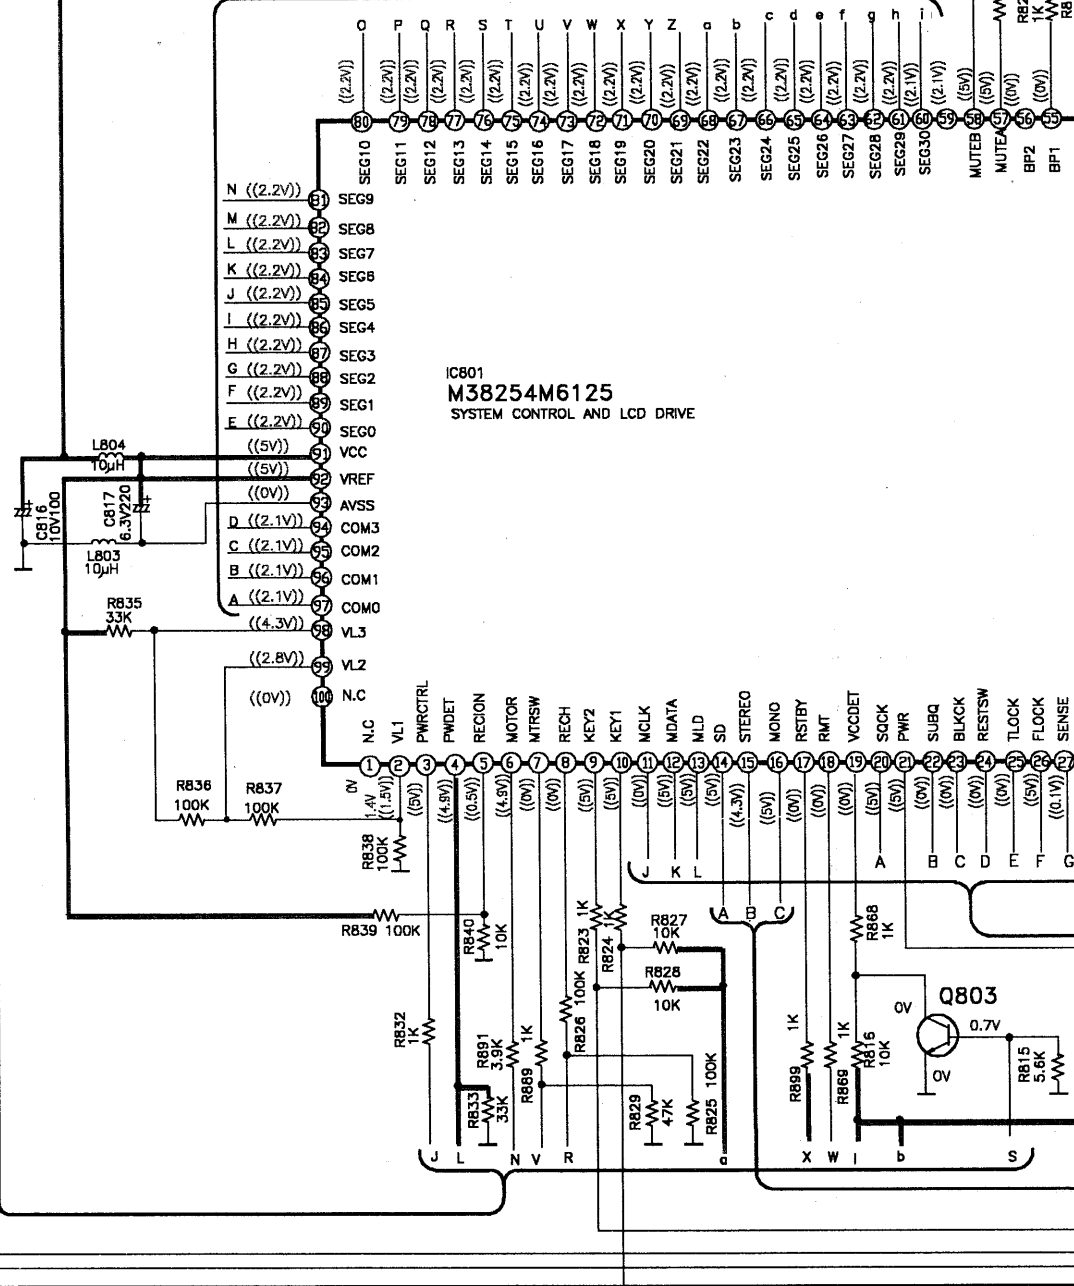 O P Q R S T U V W X Y Z a b c d e f g h i
R82 1K R8
((2.2V)) ((2.2V)) ((2.2V)) ((2.2V)) ((2.2V)) ((2.2V)) ((2.2V)) ((2.2V)) ((2.2V)) ((2.2V)) ((2.2V)) ((2.2V)) ((2.2V)) ((2.2V)) ((2.2V)) ((2.2V)) ((2.2V)) ((2.2V)) ((2.2V)) ((2.1V)) ((2.1V)) ((5V)) ((5V)) ((0V)) ((0V))
80 79 78 77 76 75 74 73 72 71 70 69 68 67 66 65 64 63 62 61 60 59 58 57 56 55
SEG10 SEG11 SEG12 SEG13 SEG14 SEG15 SEG16 SEG17 SEG18 SEG19 SEG20 SEG21 SEG22 SEG23 SEG24 SEG25 SEG26 SEG27 SEG28 SEG29 SEG30 MUTEB MUTEA BP2 BP1
N ((2.2V)) 81 SEG9
M ((2.2V)) 82 SEG8
L ((2.2V)) 83 SEG7
K ((2.2V)) 84 SEG6
J ((2.2V)) 85 SEG5
I ((2.2V)) 86 SEG4
H ((2.2V)) 87 SEG3
G ((2.2V)) 88 SEG2
F ((2.2V)) 89 SEG1
E ((2.2V)) 90 SEG0
IC801
M38254M6125
SYSTEM CONTROL AND LCD DRIVE
L804
10μH
((5V)) 91 VCC
((5V)) 92 VREF
((0V)) 93 AVSS
C816
10V100
C817
6.3V220
L803
10μH
D ((2.1V)) 94 COM3
C ((2.1V)) 95 COM2
B ((2.1V)) 96 COM1
A ((2.1V)) 97 COM0
R835
33K
((4.3V)) 98 VL3
((2.8V)) 99 VL2
((0V)) 100 N.C
N.C VL1 PWRCTRL PWDET RECION MOTOR MTRSW RECH KEY2 KEY1 MCLK MDATA MLD SD STEREO MONO RSTBY RMT VCCDET SQCK PWR SUBQ BLKCK RESTSW TLOCK FLOCK SENSE
1 2 3 4 5 6 7 8 9 10 11 12 13 14 15 16 17 18 19 20 21 22 23 24 25 26 27
0V 1.4V ((1.5V)) ((5V)) ((4.9V)) ((0.5V)) ((4.9V)) ((0V)) ((0V)) ((5V)) ((5V)) ((0V)) ((5V)) ((5V)) ((5V)) ((4.3V)) ((5V)) ((0V)) ((0V)) ((0V)) ((5V)) ((5V)) ((0V)) ((0V)) ((0V)) ((0V)) ((5V)) ((0.1V))
R836
100K
R837
100K
R838
100K
J K L
A B C D E F G
A B C
R839 100K
R840
10K
R823 1K
R824 1K
R827
10K
R828
10K
R868
1K
Q803
0V
0.7V
0V
R832
1K
R891
3.9K
R889
1K
R826 100K
R833
33K
R829
47K
R825 100K
R899
1K
R869
1K
R816
10K
R815
5.6K
J L N V R a X W I b S